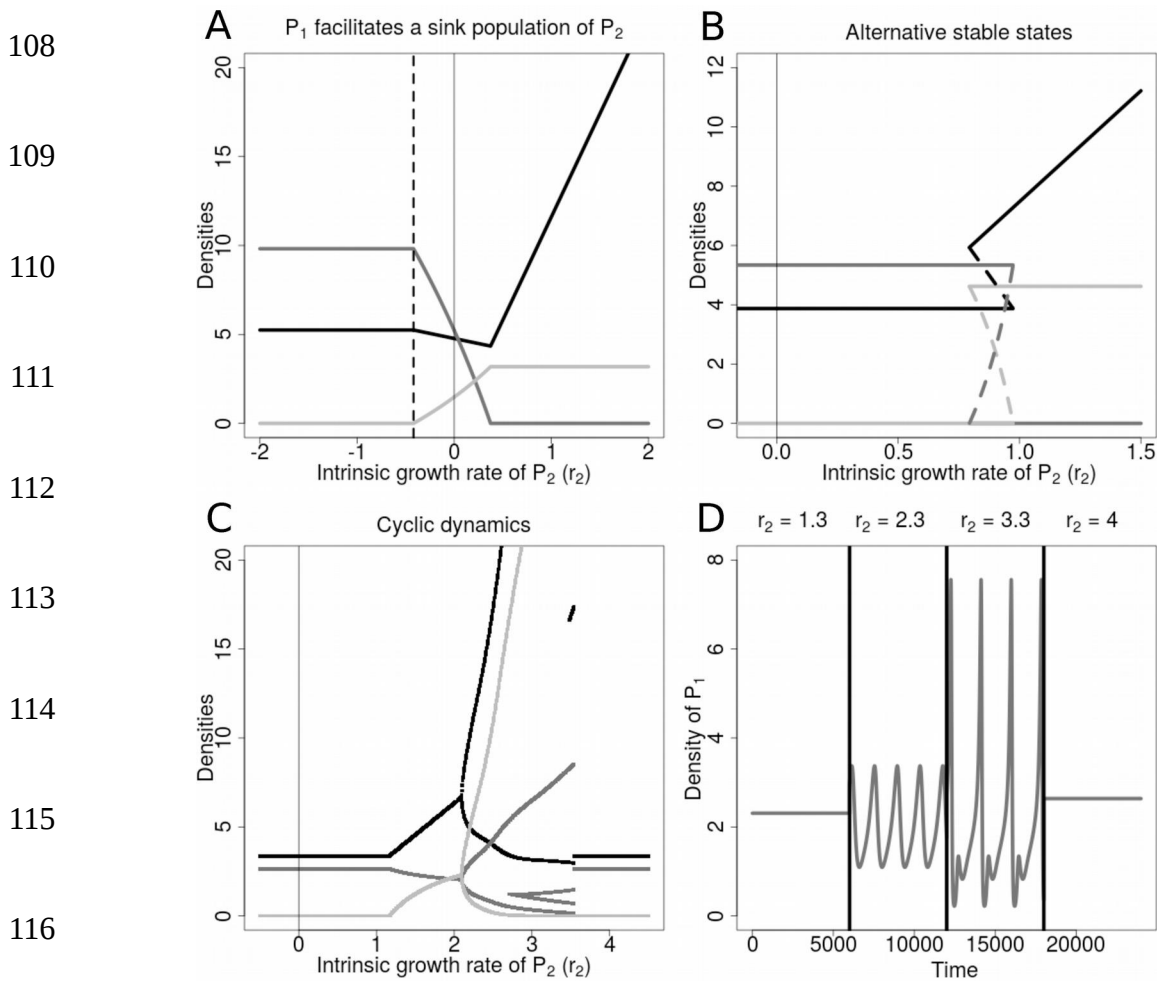 108
109
110
111
112
113
114
115
116
A
P₁ facilitates a sink population of P₂
Densities
20
15
10
5
0
-2 -1 0 1 2
Intrinsic growth rate of P₂ (r₂)
B
Alternative stable states
Densities
12
10
8
6
4
2
0
0.0 0.5 1.0 1.5
Intrinsic growth rate of P₂ (r₂)
C
Cyclic dynamics
Densities
20
15
10
5
0
0 1 2 3 4
Intrinsic growth rate of P₂ (r₂)
D
r₂ = 1.3 r₂ = 2.3 r₂ = 3.3 r₂ = 4
Density of P₁
8
6
4
2
0
0 5000 10000 15000 20000
Time